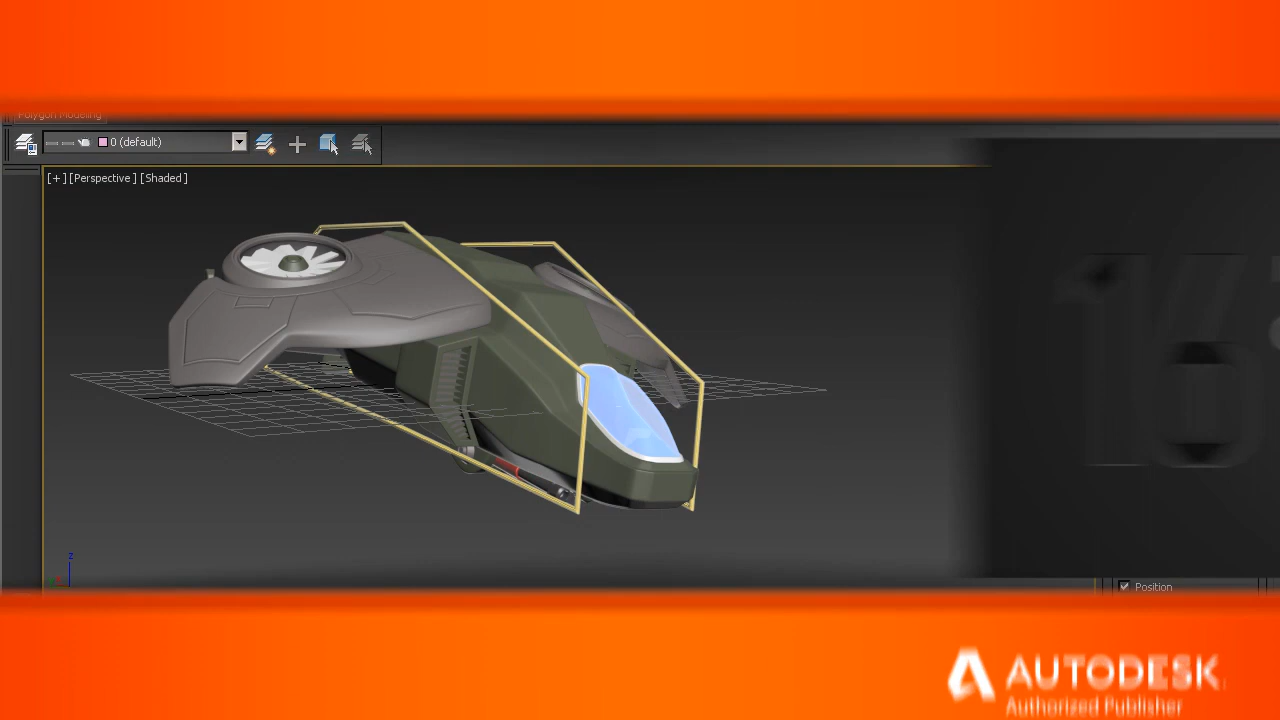 Polygon Modeling
0 (default)
[+] [Perspective] [Shaded]
z
Position
AUTODESK
Authorized Publisher